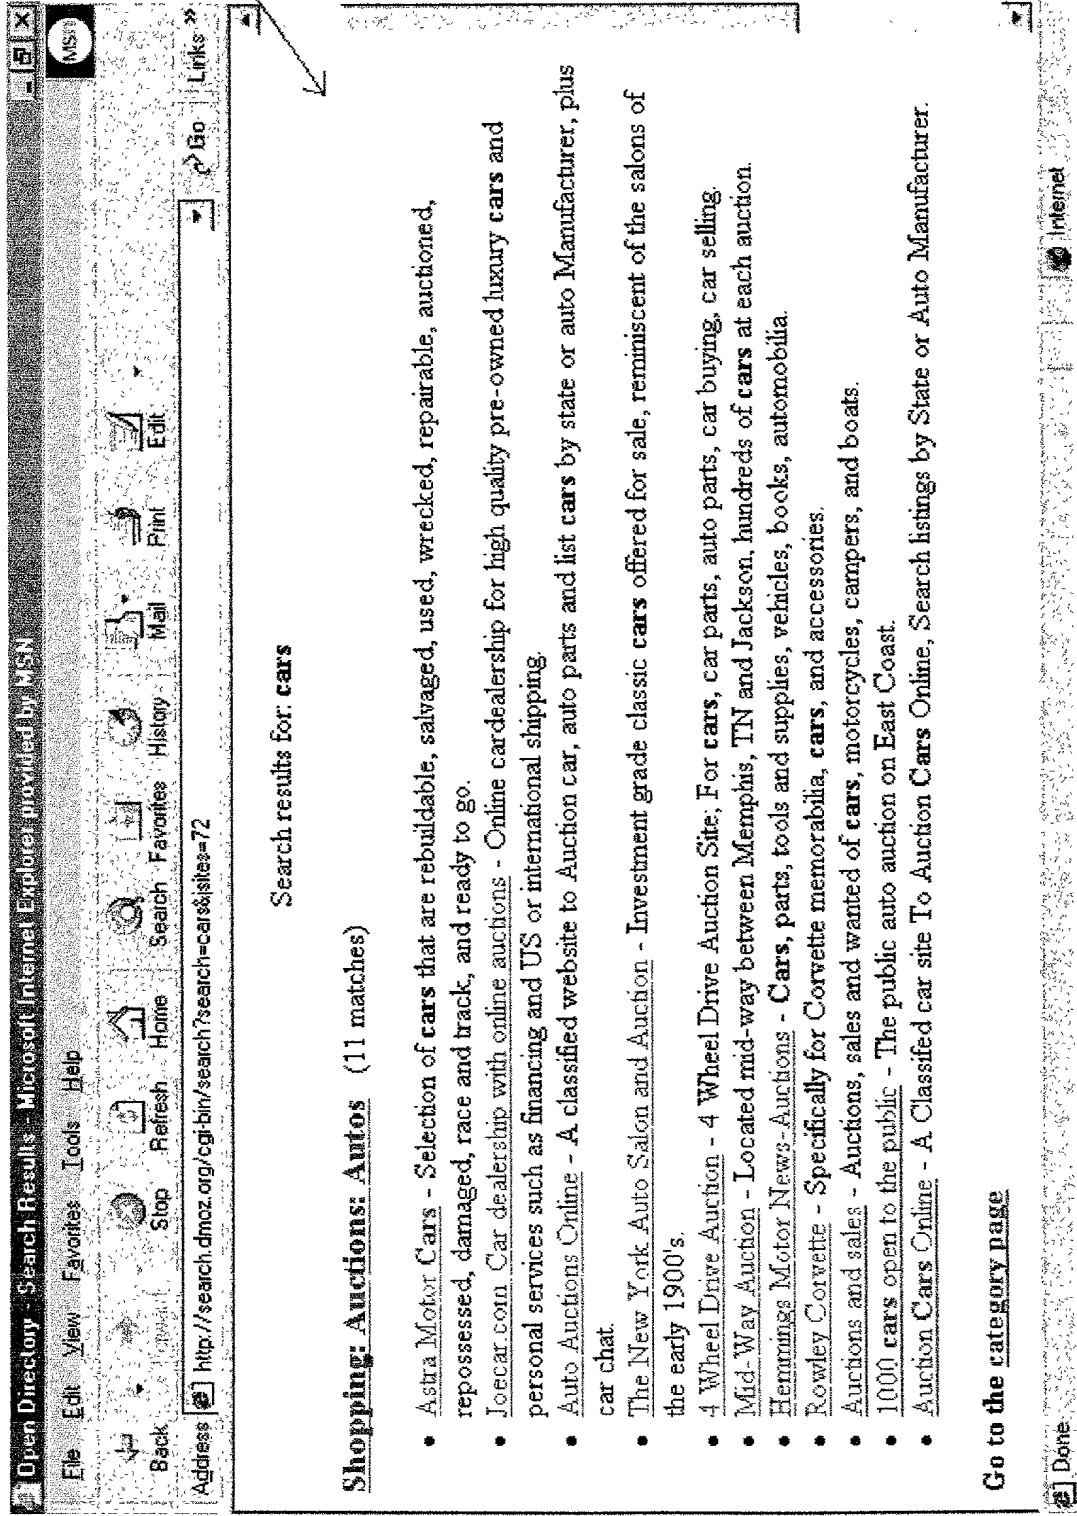 Open Directory - Search Results - Microsoft Internet Explorer provided by MSN
File Edit View Favorites Tools Help
msn
Back Stop Refresh Home Search Favorites History Mail Print Edit
Address http://search.dmoz.org/cgi-bin/search?search=cars&jsites=72 Go Links »
Search results for: cars
Shopping: Auctions: Autos (11 matches)
• Astra Motor Cars - Selection of cars that are rebuildable, salvaged, used, wrecked, repairable, auctioned,
repossessed, damaged, race and track, and ready to go.
• Joecar.com Car dealership with online auctions - Online cardealership for high quality pre-owned luxury cars and
personal services such as financing and US or international shipping.
• Auto Auctions Online - A classified website to Auction car, auto parts and list cars by state or auto Manufacturer, plus
car chat.
• The New York Auto Salon and Auction - Investment grade classic cars offered for sale, reminiscent of the salons of
the early 1900's.
• 4 Wheel Drive Auction - 4 Wheel Drive Auction Site, For cars, car parts, auto parts, car buying, car selling.
• Mid-Way Auction - Located mid-way between Memphis, TN and Jackson, hundreds of cars at each auction.
• Hemmings Motor News-Auctions - Cars, parts, tools and supplies, vehicles, books, automobilia.
• Rowley Corvette - Specifically for Corvette memorabilia, cars, and accessories.
• Auctions and sales - Auctions, sales and wanted of cars, motorcycles, campers, and boats.
• 1000 cars open to the public - The public auto auction on East Coast.
• Auction Cars Online - A Classifed car site To Auction Cars Online, Search listings by State or Auto Manufacturer.
Go to the category page
Done Internet